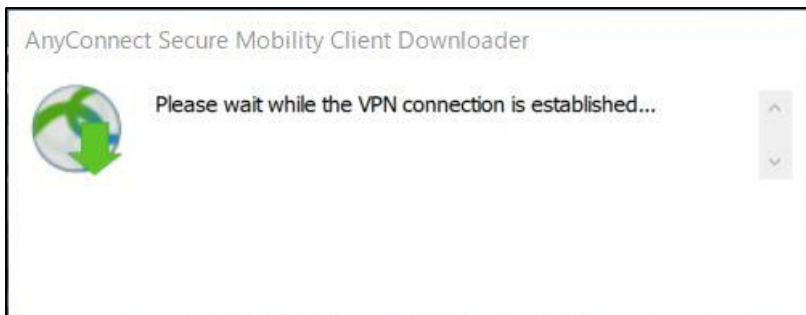 AnyConnect Secure Mobility Client Downloader
Please wait while the VPN connection is established...